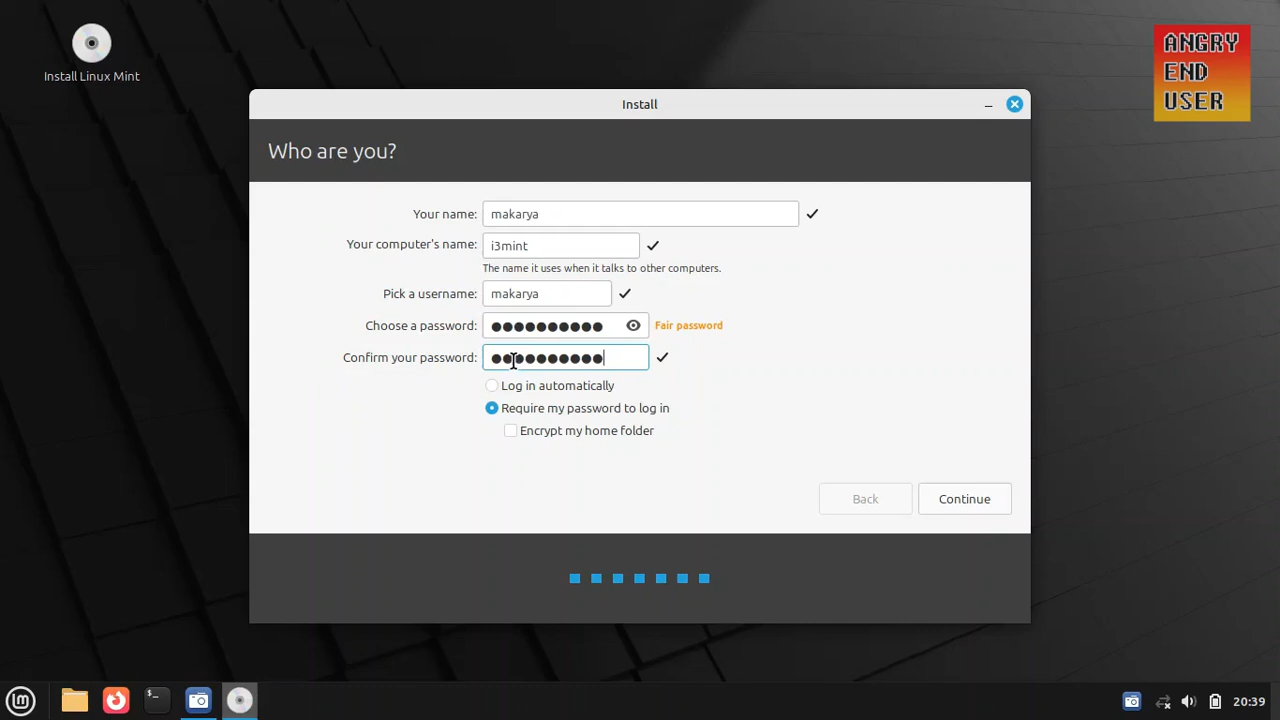 Install Linux Mint
ANGRY
END
USER
Install
Who are you?
Your name: makarya
Your computer's name: i3mint
The name it uses when it talks to other computers.
Pick a username: makarya
Choose a password: ●●●●●●●●●● Fair password
Confirm your password: ●●●●●●●●●●
Log in automatically
Require my password to log in
Encrypt my home folder
Back Continue
lm $_ 20:39